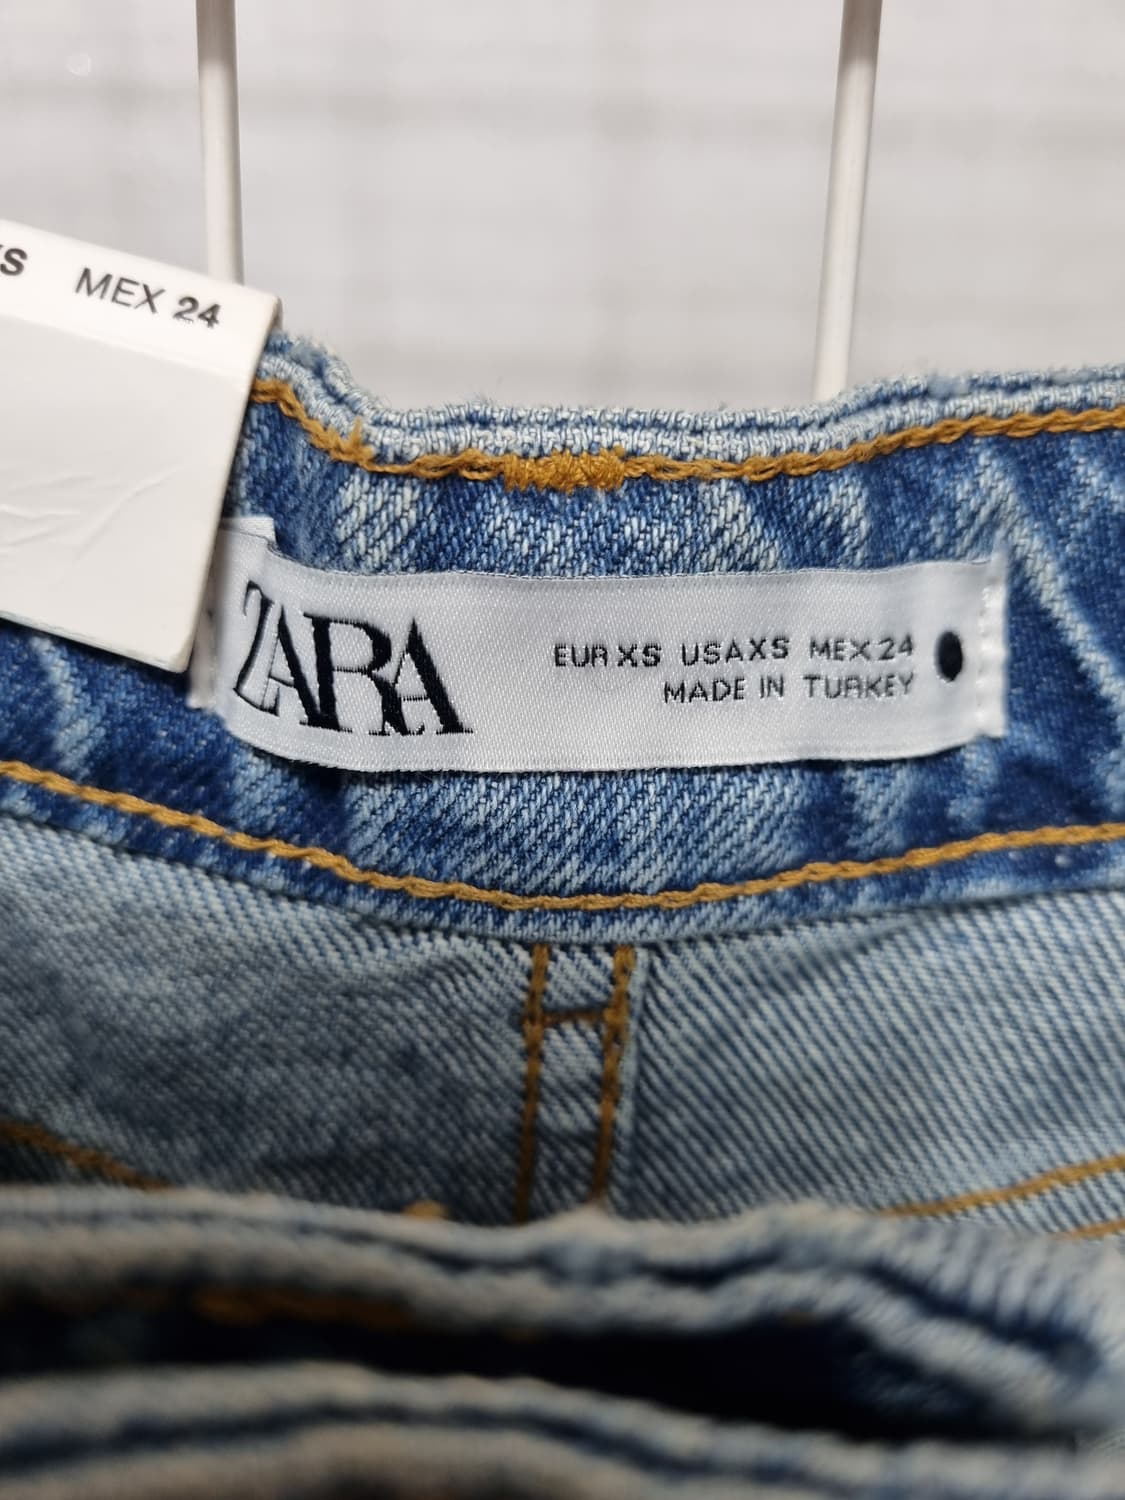 MEX 24
ZARA
EUR XS USA XS MEX 24
MADE IN TURKEY